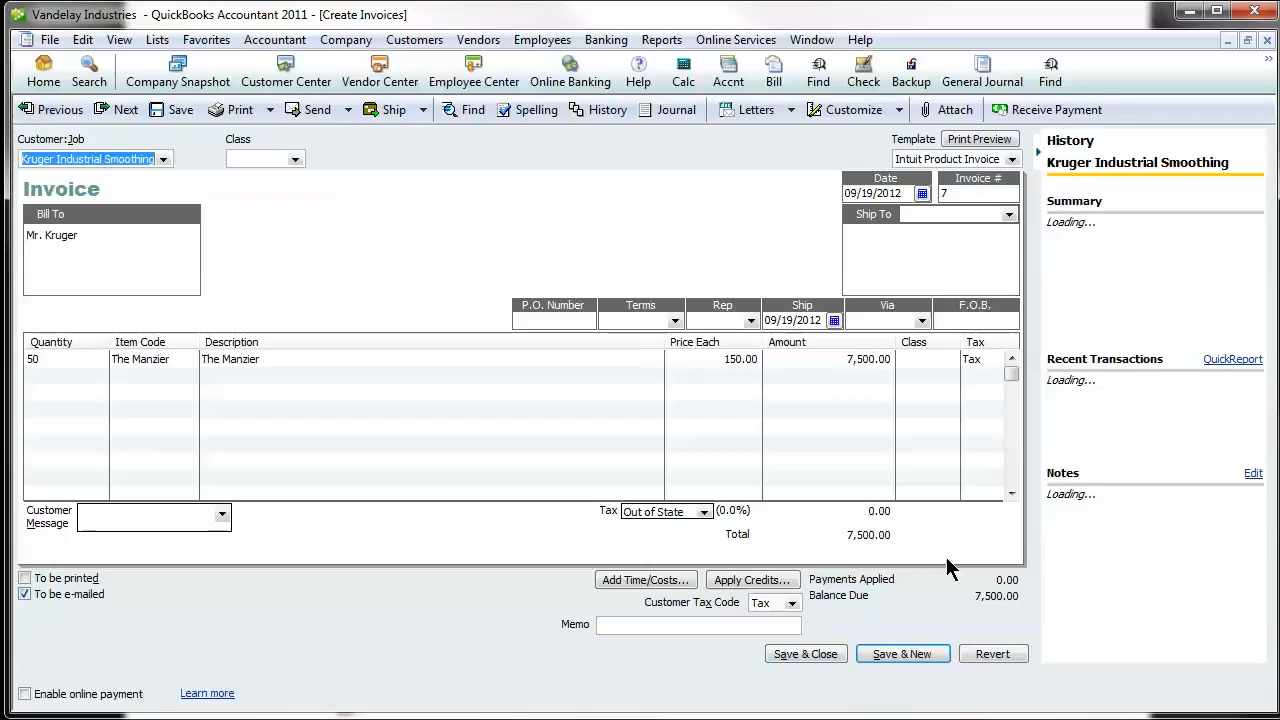 Vandelay Industries - QuickBooks Accountant 2011 - [Create Invoices]
File Edit View Lists Favorites Accountant Company Customers Vendors Employees Banking Reports Online Services Window Help
Home Search Company Snapshot Customer Center Vendor Center Employee Center Online Banking Help Calc Accnt Bill Find Check Backup General Journal Find
Previous Next Save Print Send Ship Find Spelling History Journal Letters Customize Attach Receive Payment
Customer:Job Class Template Print Preview
Kruger Industrial Smoothing Intuit Product Invoice
Invoice
Date Invoice #
09/19/2012 7
Bill To Ship To
Mr. Kruger
P.O. Number Terms Rep Ship Via F.O.B.
09/19/2012
Quantity Item Code Description Price Each Amount Class Tax
50 The Manzier The Manzier 150.00 7,500.00 Tax
Customer Message
Tax Out of State (0.0%) 0.00
Total 7,500.00
To be printed
To be e-mailed
Add Time/Costs... Apply Credits... Payments Applied 0.00
Customer Tax Code Tax Balance Due 7,500.00
Memo
Save & Close Save & New Revert
Enable online payment Learn more
History
Kruger Industrial Smoothing
Summary
Loading...
Recent Transactions QuickReport
Loading...
Notes Edit
Loading...